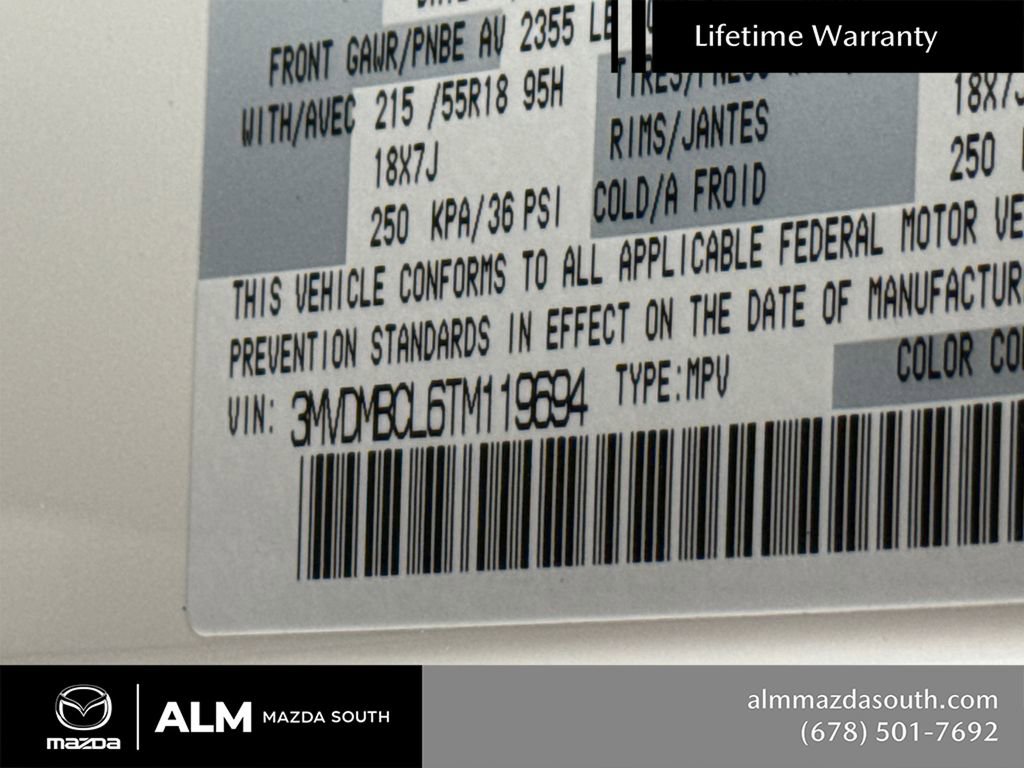 Lifetime Warranty
FRONT GAWR/PNBE AV 2355
WITH/AVEC 215 /55R18 95H
18X7J RIMS/JANTES
250 KPA/36 PSI COLD/A FROID 250
THIS VEHICLE CONFORMS TO ALL APPLICABLE FEDERAL MOTOR
PREVENTION STANDARDS IN EFFECT ON THE DATE OF
VIN: 3MVDMBCL6TM119694 TYPE:MPV COLOR
mazda ALM MAZDA SOUTH
almmazdasouth.com
(678) 501-7692